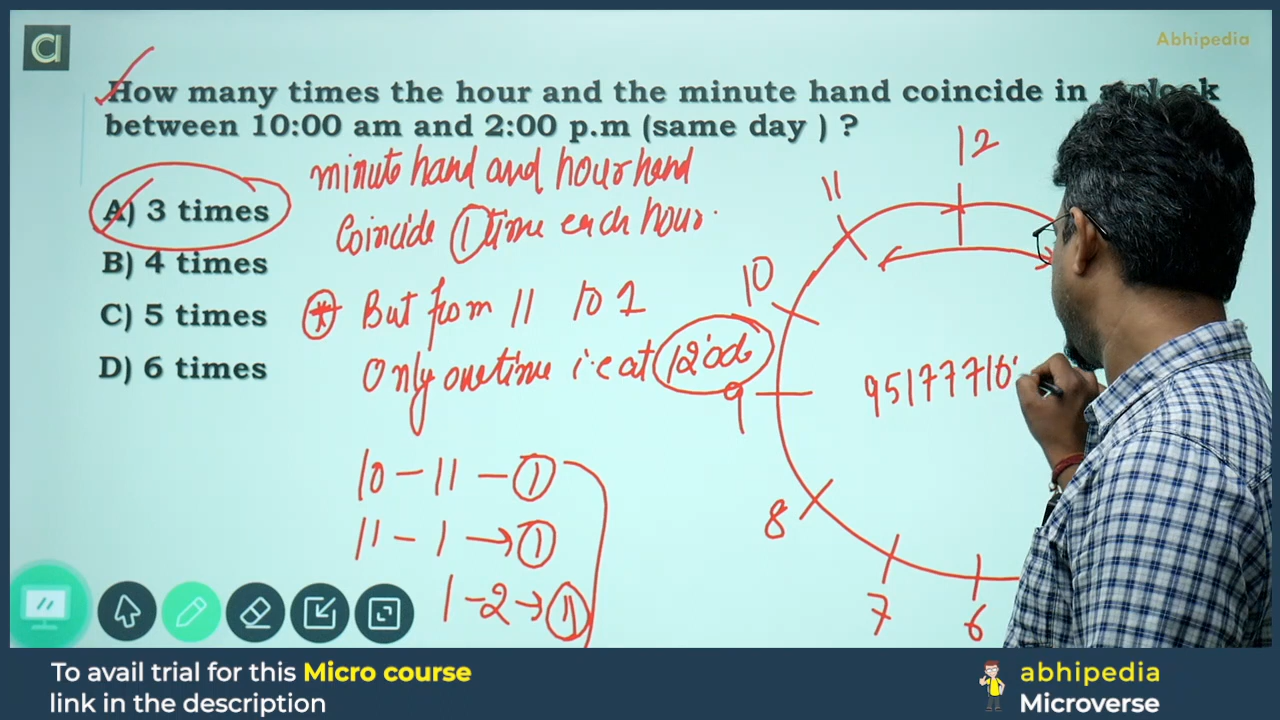 a
Abhipedia
How many times the hour and the minute hand coincide in a clock
between 10:00 am and 2:00 p.m (same day ) ?
A) 3 times
B) 4 times
C) 5 times
D) 6 times
minute hand and hour hand
Coincide 1 time each hour.
* But from 11 to 1
Only one time i.e at 12'ock
10 - 11 - 1
11 - 1 → 1
1 - 2 → 1
12
11
10
9
8
7
6
95177710
To avail trial for this Micro course
link in the description
abhipedia
Microverse